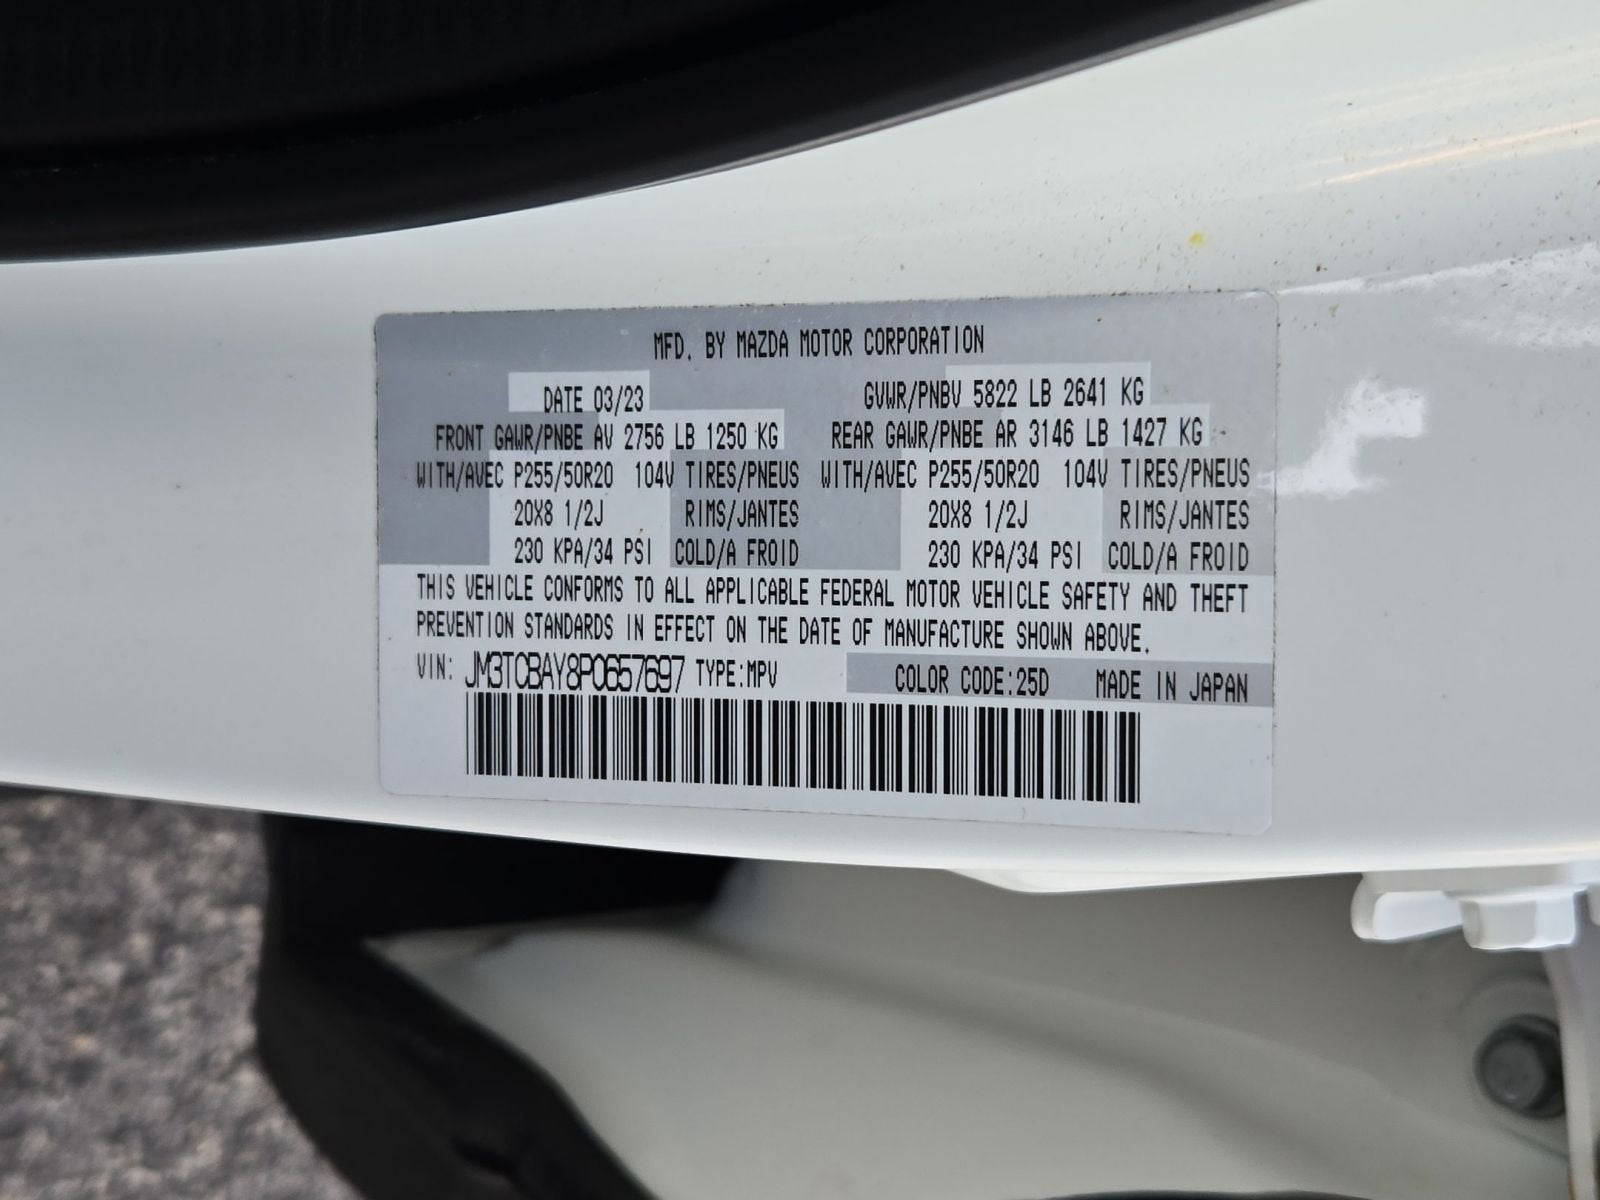 MFD. BY MAZDA MOTOR CORPORATION
DATE 03/23 GVWR/PNBV 5822 LB 2641 KG
FRONT GAWR/PNBE AV 2756 LB 1250 KG REAR GAWR/PNBE AR 3146 LB 1427 KG
WITH/AVEC P255/50R20 104V TIRES/PNEUS WITH/AVEC P255/50R20 104V TIRES/PNEUS
20X8 1/2J RIMS/JANTES 20X8 1/2J RIMS/JANTES
230 KPA/34 PSI COLD/A FROID 230 KPA/34 PSI COLD/A FROID
THIS VEHICLE CONFORMS TO ALL APPLICABLE FEDERAL MOTOR VEHICLE SAFETY AND THEFT
PREVENTION STANDARDS IN EFFECT ON THE DATE OF MANUFACTURE SHOWN ABOVE.
VIN: JM3TCBAY8P0657697 TYPE:MPV COLOR CODE:25D MADE IN JAPAN